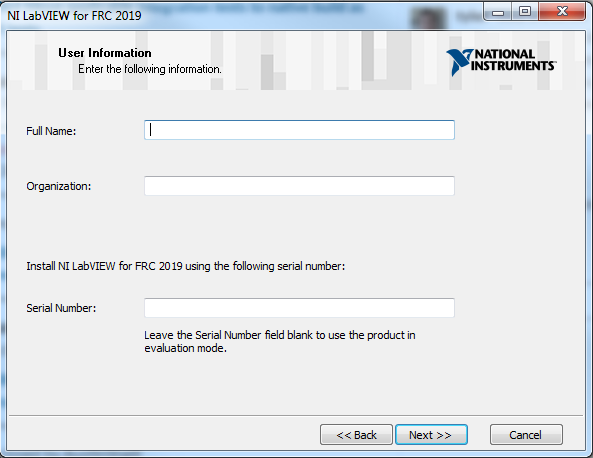 NI LabVIEW for FRC 2019
User Information
Enter the following information.
NATIONAL
INSTRUMENTS
Full Name:
Organization:
Install NI LabVIEW for FRC 2019 using the following serial number:
Serial Number:
Leave the Serial Number field blank to use the product in
evaluation mode.
<< Back
Next >>
Cancel